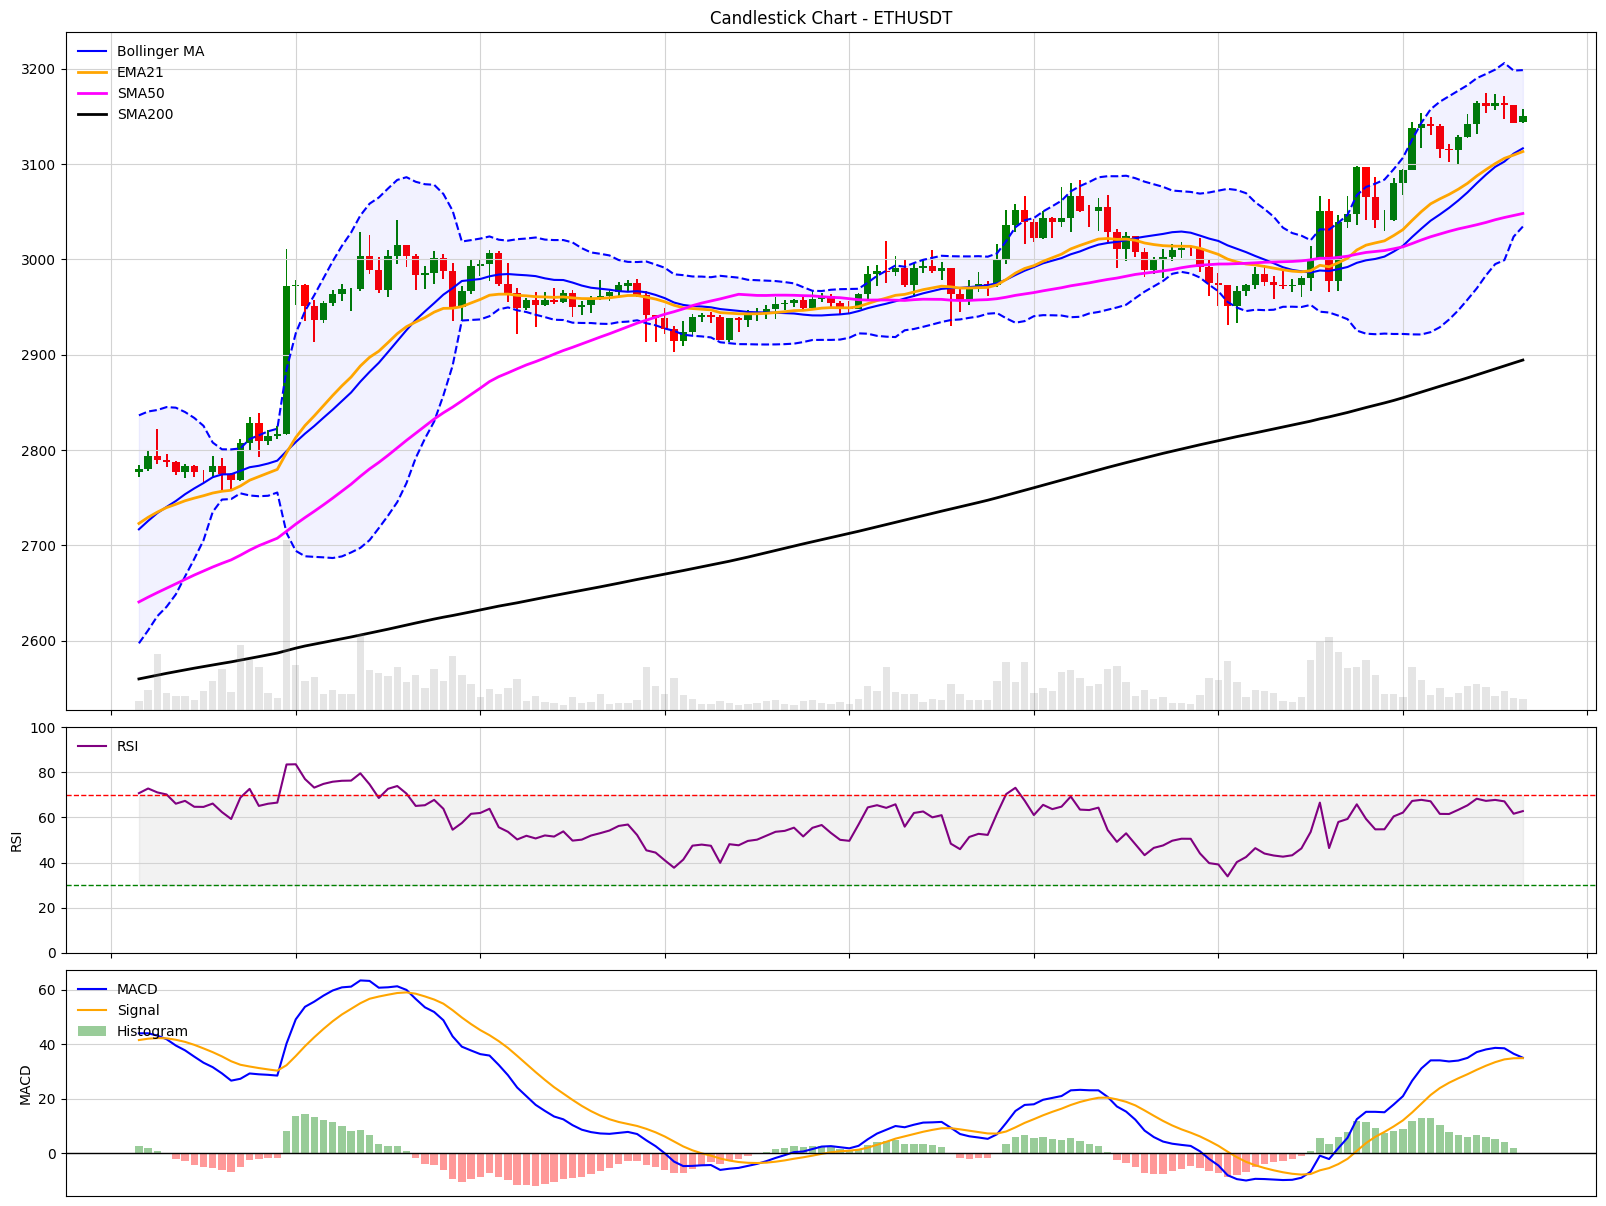 Candlestick Chart - ETHUSDT
Bollinger MA
EMA21
SMA50
SMA200
3200
3100
3000
2900
2800
2700
2600
RSI
100
80
60
40
20
0
RSI
MACD
Signal
Histogram
60
40
20
0
MACD